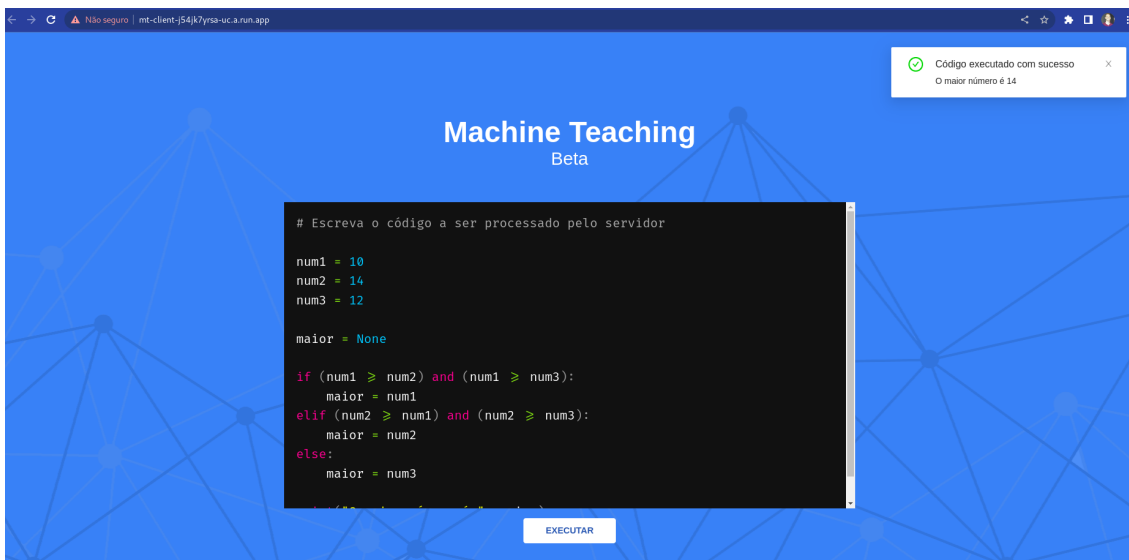 Não seguro | mt-client-j54jk7yrsa-uc.a.run.app
Código executado com sucesso
O maior número é 14
Machine Teaching
Beta
# Escreva o código a ser processado pelo servidor
num1 = 10
num2 = 14
num3 = 12
maior = None
if (num1 ⩾ num2) and (num1 ⩾ num3):
    maior = num1
elif (num2 ⩾ num1) and (num2 ⩾ num3):
    maior = num2
else:
    maior = num3
EXECUTAR